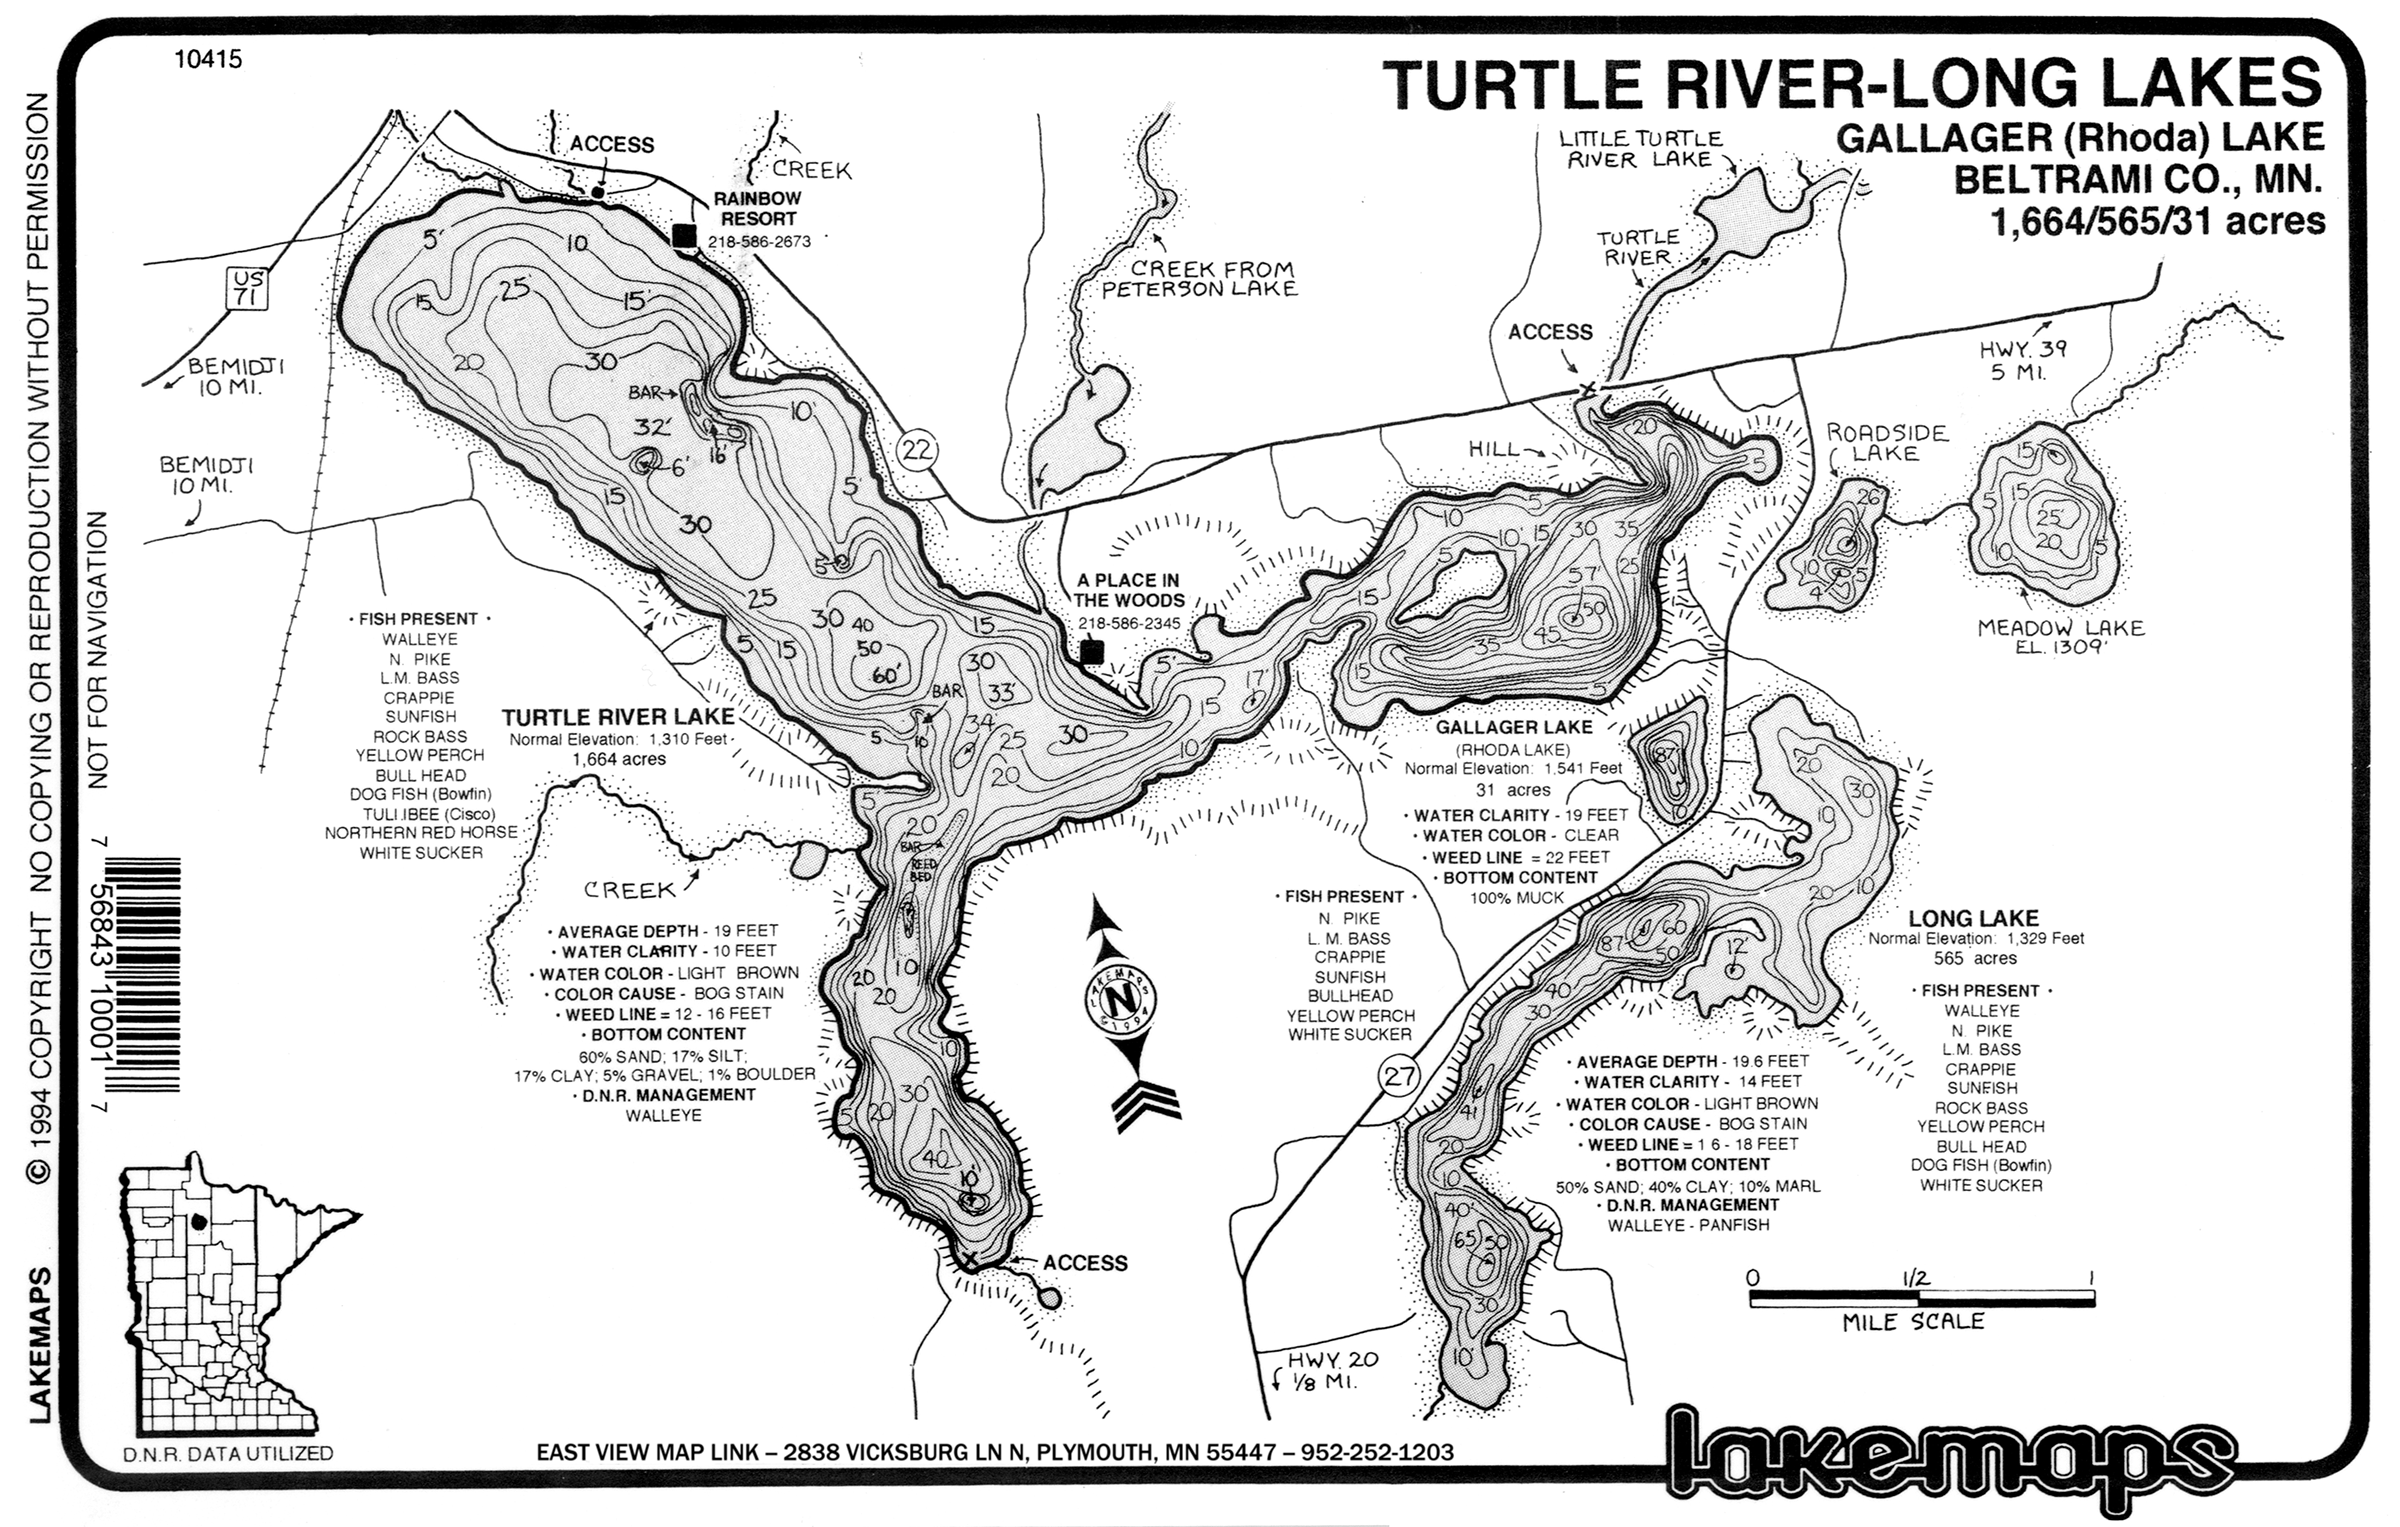 10415
TURTLE RIVER-LONG LAKES
GALLAGER (Rhoda) LAKE
BELTRAMI CO., MN.
1,664/565/31 acres
ACCESS
CREEK
RAINBOW
RESORT
218-586-2673
US
71
BEMIDJI
10 MI.
BEMIDJI
10 MI.
CREEK FROM
PETERSON LAKE
LITTLE TURTLE
RIVER LAKE
TURTLE
RIVER
ACCESS
HWY. 39
5 MI.
HILL
22
ROADSIDE
LAKE
26'
10
5
4
15
15
5
25'
20
10
5
MEADOW LAKE
EL. 1309'
5'
10
15
25'
15'
20
30
BAR
32'
16'
6'
10'
5'
15
30
5
25
30
40
50
60'
5
15
15
30
33'
BAR
34
5
10
25
30
20
5'
20
BAR
REED
BED
20
10
20
10
30
5
20
40
10'
A PLACE IN
THE WOODS
218-586-2345
5'
15
17'
10
20
5
10
5
10'
15
30
35
5
57'
25
50
45
35
15
15
5
• FISH PRESENT •
WALLEYE
N. PIKE
L.M. BASS
CRAPPIE
SUNFISH
ROCK BASS
YELLOW PERCH
BULL HEAD
DOG FISH (Bowfin)
TULLIBEE (Cisco)
NORTHERN RED HORSE
WHITE SUCKER
TURTLE RIVER LAKE
Normal Elevation: 1,310 Feet
1,664 acres
CREEK
• AVERAGE DEPTH - 19 FEET
• WATER CLARITY - 10 FEET
• WATER COLOR - LIGHT BROWN
• COLOR CAUSE - BOG STAIN
• WEED LINE = 12 - 16 FEET
• BOTTOM CONTENT
60% SAND; 17% SILT;
17% CLAY; 5% GRAVEL; 1% BOULDER
• D.N.R. MANAGEMENT
WALLEYE
ACCESS
LAKEMAPS
N
© 1994
GALLAGER LAKE
(RHODA LAKE)
Normal Elevation: 1,541 Feet
31 acres
• WATER CLARITY - 19 FEET
• WATER COLOR - CLEAR
• WEED LINE = 22 FEET
• BOTTOM CONTENT
100% MUCK
87'
10
• FISH PRESENT •
N. PIKE
L. M. BASS
CRAPPIE
SUNFISH
BULLHEAD
YELLOW PERCH
WHITE SUCKER
27
20
30
10
20
10
60
87
50
12'
40
30
41
20
10
40'
65
50
30
10'
LONG LAKE
Normal Elevation: 1,329 Feet
565 acres
• FISH PRESENT •
WALLEYE
N. PIKE
L.M. BASS
CRAPPIE
SUNFISH
ROCK BASS
YELLOW PERCH
BULL HEAD
DOG FISH (Bowfin)
WHITE SUCKER
• AVERAGE DEPTH - 19.6 FEET
• WATER CLARITY - 14 FEET
• WATER COLOR - LIGHT BROWN
• COLOR CAUSE - BOG STAIN
• WEED LINE = 1 6 - 18 FEET
• BOTTOM CONTENT
50% SAND; 40% CLAY; 10% MARL
• D.N.R. MANAGEMENT
WALLEYE - PANFISH
0 1/2 1
MILE SCALE
HWY. 20
1/8 MI.
D.N.R. DATA UTILIZED
EAST VIEW MAP LINK – 2838 VICKSBURG LN N, PLYMOUTH, MN 55447 – 952-252-1203
lakemaps
LAKEMAPS © 1994 COPYRIGHT NO COPYING OR REPRODUCTION WITHOUT PERMISSION
NOT FOR NAVIGATION
7 56843 10001 7